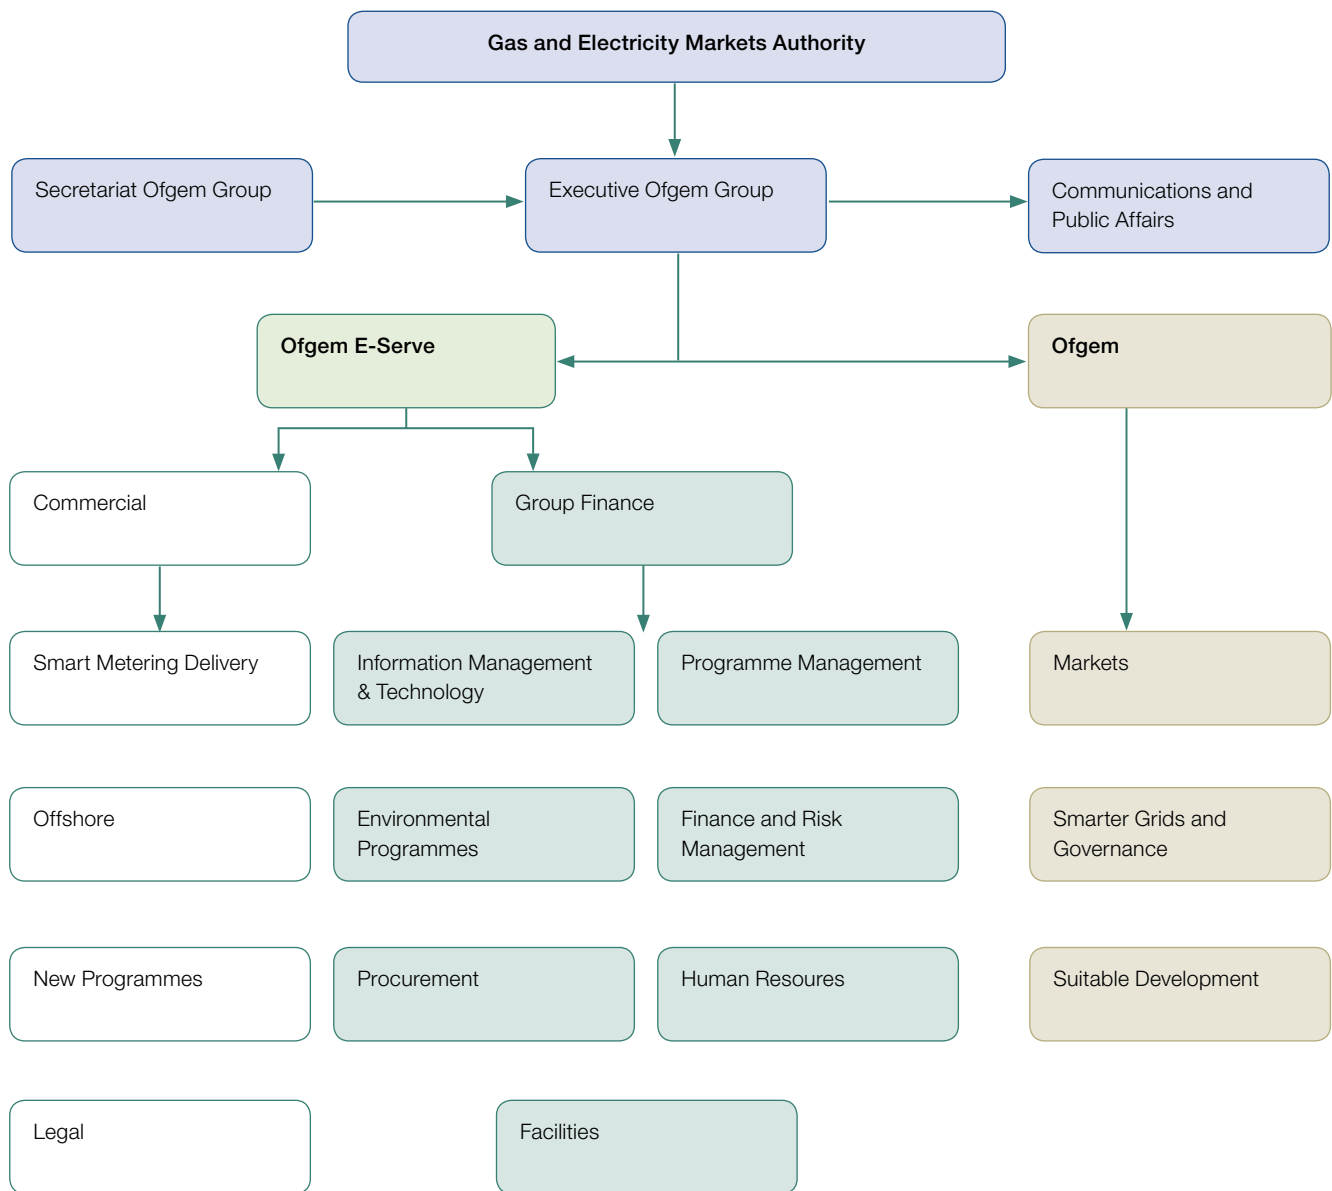 Gas and Electricity Markets Authority
Secretariat Ofgem Group
Executive Ofgem Group
Communications and
Public Affairs
Ofgem E-Serve
Ofgem
Commercial
Group Finance
Smart Metering Delivery
Information Management
& Technology
Programme Management
Markets
Offshore
Environmental
Programmes
Finance and Risk
Management
Smarter Grids and
Governance
New Programmes
Procurement
Human Resoures
Suitable Development
Legal
Facilities